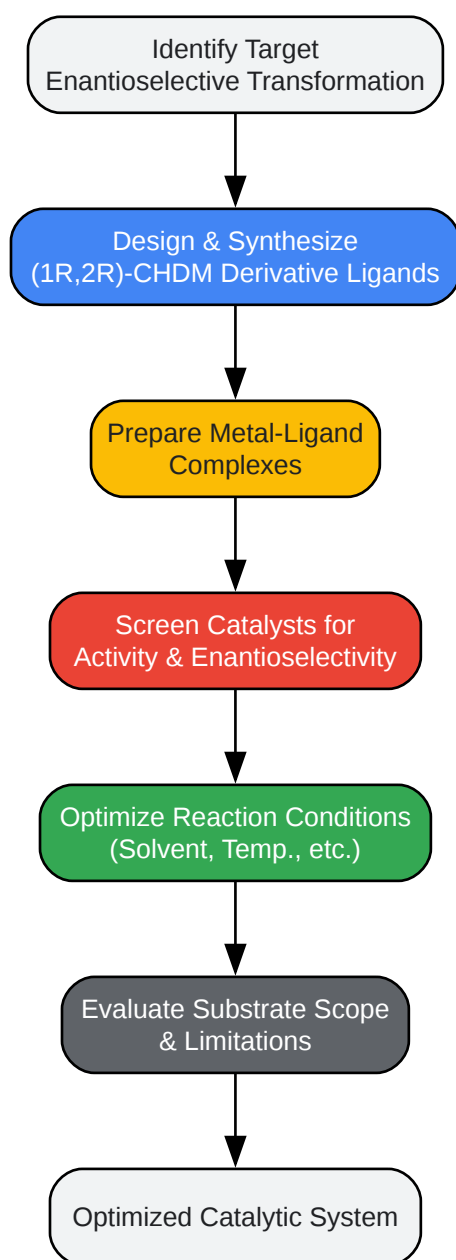 Identify Target
Enantioselective Transformation
Design & Synthesize
(1R,2R)-CHDM Derivative Ligands
Prepare Metal-Ligand
Complexes
Screen Catalysts for
Activity & Enantioselectivity
Optimize Reaction Conditions
(Solvent, Temp., etc.)
Evaluate Substrate Scope
& Limitations
Optimized Catalytic System